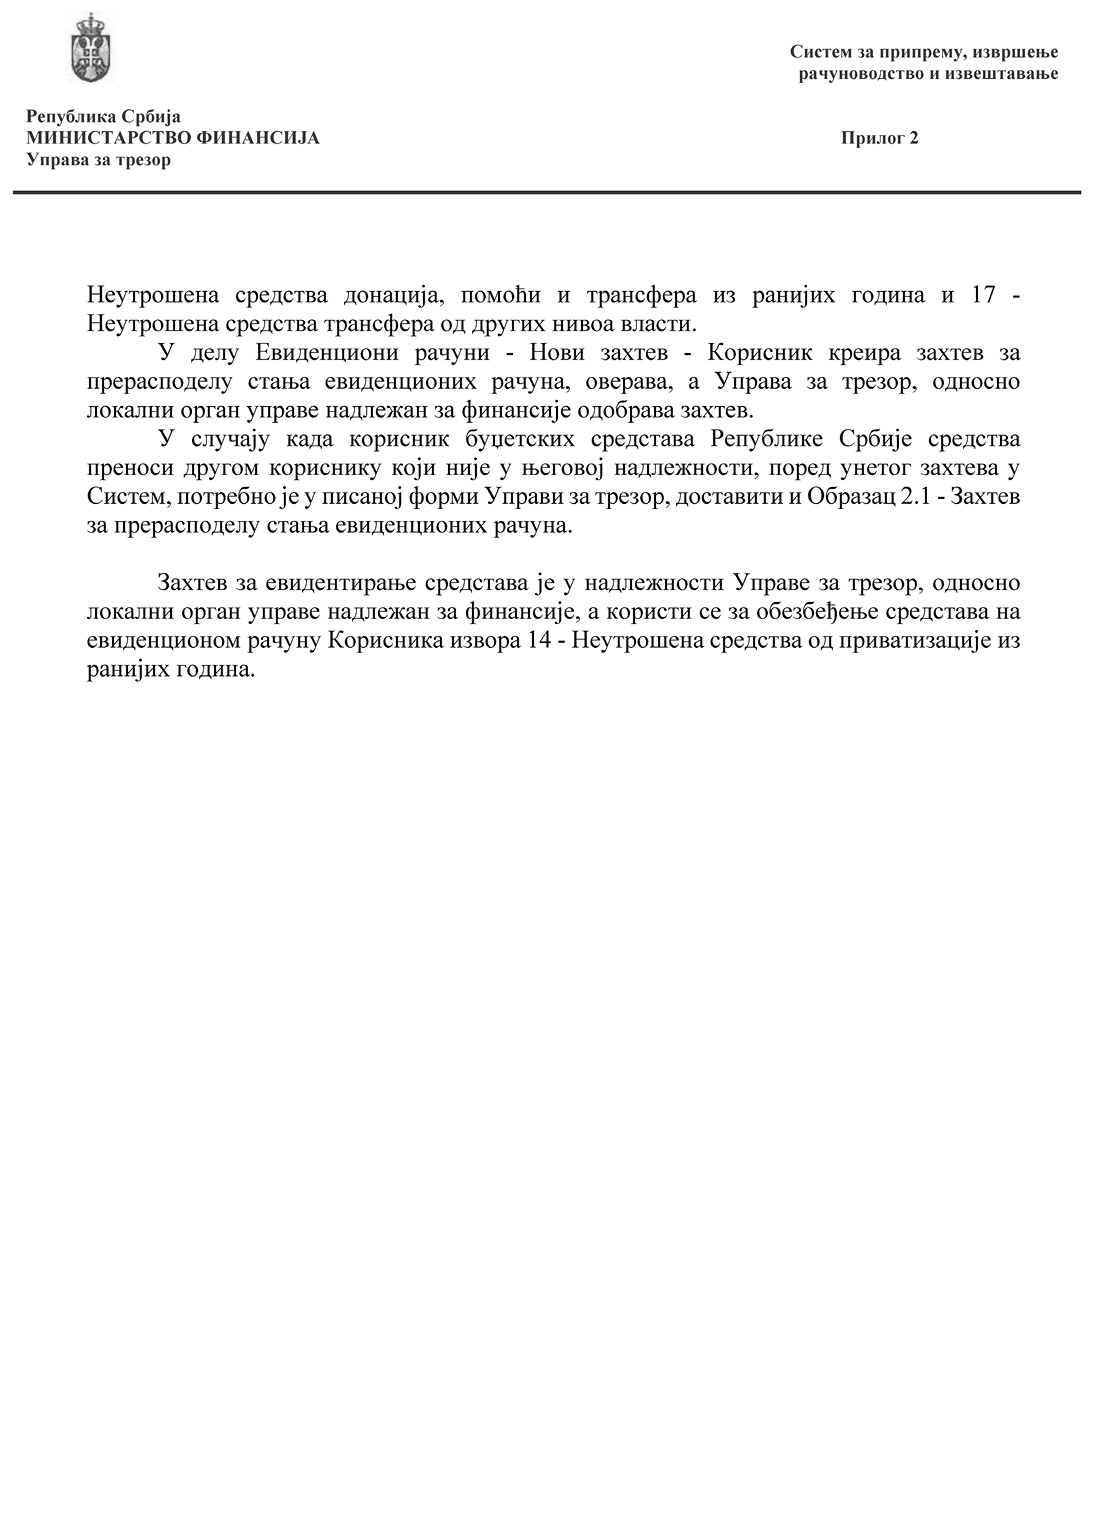 Систем за припрему, извршење
рачуноводство и извештавање
Република Србија
МИНИСТАРСТВО ФИНАНСИЈА
Прилог 2
Управа за трезор
Неутрошена средства донација, помоћи и трансфера из ранијих година и 17 -
Неутрошена средства трансфера од других нивоа власти.
У делу Евиденциони рачуни - Нови захтев - Корисник креира захтев за
прерасподелу стања евиденционих рачуна, оверава, а Управа за трезор, односно
локални орган управе надлежан за финансије одобрава захтев.
У случају када корисник буџетских средстава Републике Србије средства
преноси другом кориснику који није у његовој надлежности, поред унетог захтева у
Систем, потребно је у писаној форми Управи за трезор, доставити и Образац 2.1 - Захтев
за прерасподелу стања евиденционих рачуна.
Захтев за евидентирање средстава је у надлежности Управе за трезор, односно
локални орган управе надлежан за финансије, а користи се за обезбеђење средстава на
евиденционом рачуну Корисника извора 14 - Неутрошена средства од приватизације из
ранијих година.